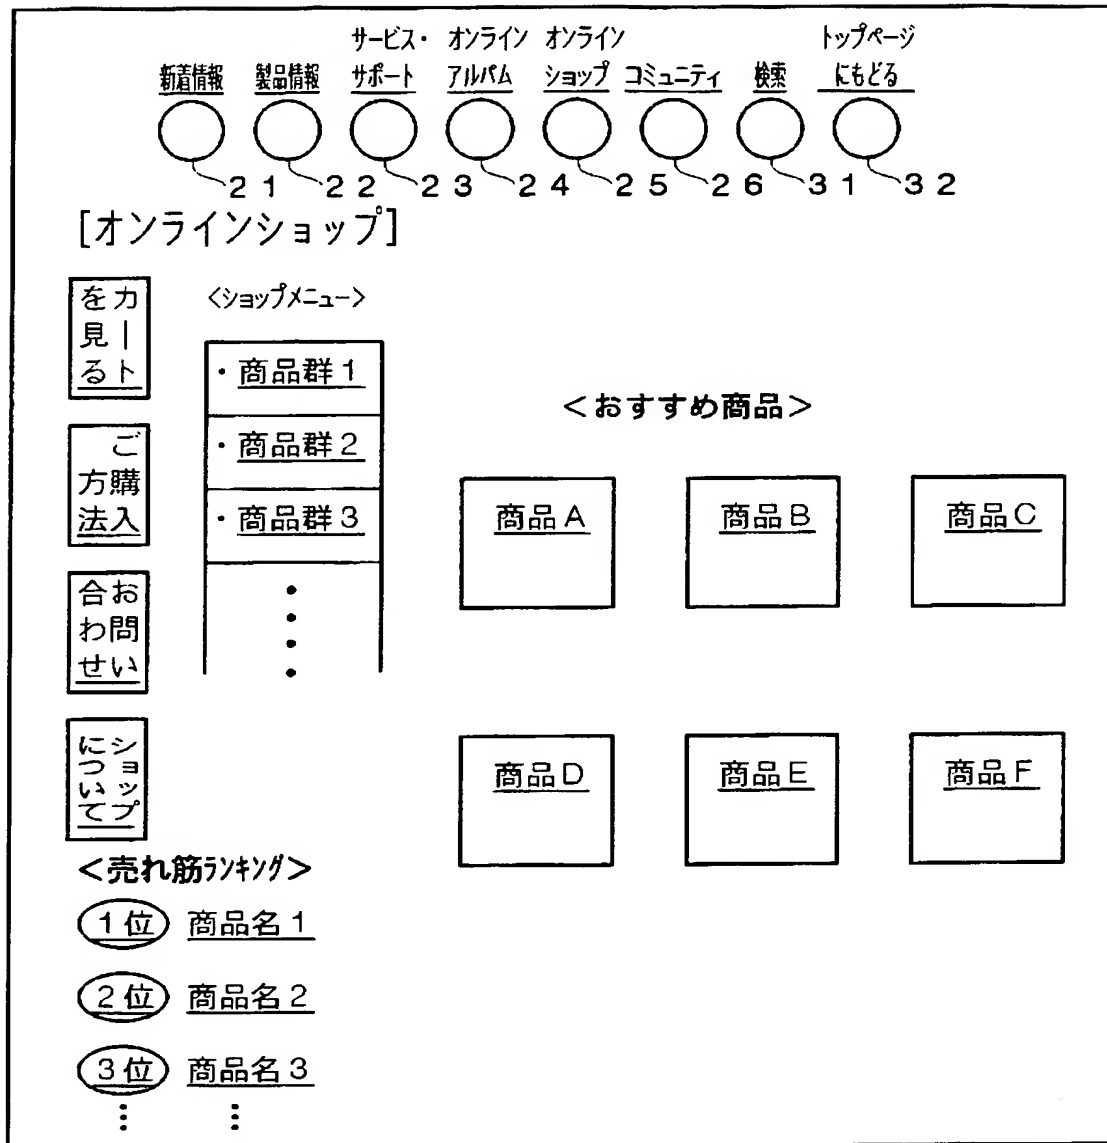 新着情報
製品情報
サービス・
サポート
オンライン
アルバム
オンライン
ショップ
コミュニティ
検索
トップページ
にもどる
21 22 23 24 25 26 31 32
[オンラインショップ]
カート
を見る
ご購入
方法
お問い
合わせ
ショップ
について
<ショップメニュー>
・商品群1
・商品群2
・商品群3
<おすすめ商品>
商品A 商品B 商品C
商品D 商品E 商品F
<売れ筋ランキング>
1位 商品名1
2位 商品名2
3位 商品名3